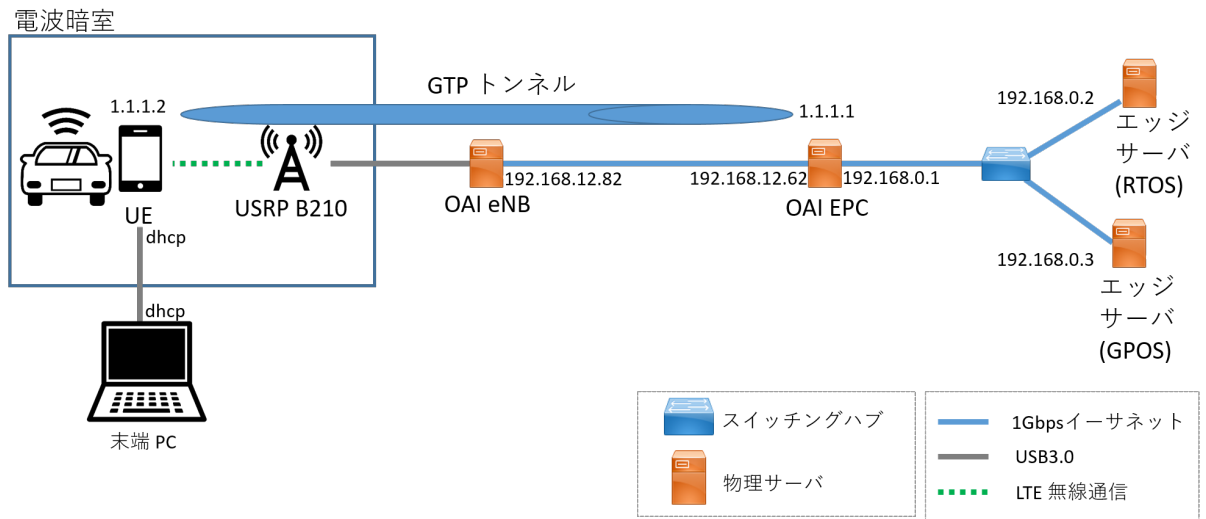 電波暗室
GTP トンネル
1.1.1.2
1.1.1.1
192.168.0.2
エッジ
サーバ
(RTOS)
192.168.12.82
192.168.12.62
192.168.0.1
UE
USRP B210
OAI eNB
OAI EPC
dhcp
192.168.0.3
エッジ
サーバ
(GPOS)
dhcp
末端 PC
スイッチングハブ
物理サーバ
1Gbpsイーサネット
USB3.0
LTE 無線通信